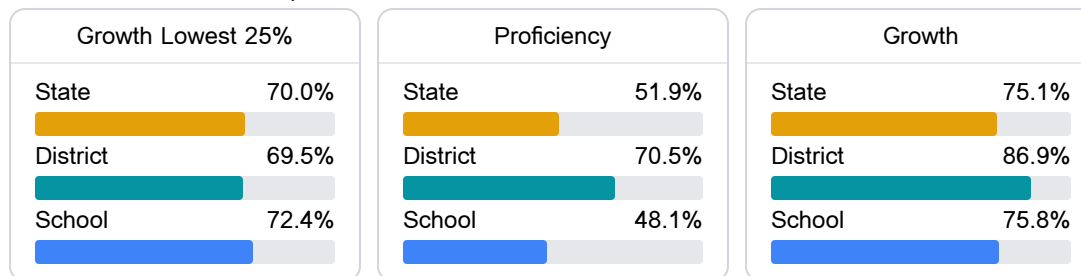 Growth Lowest 25%
State 70.0%
District 69.5%
School 72.4%
Proficiency
State 51.9%
District 70.5%
School 48.1%
Growth
State 75.1%
District 86.9%
School 75.8%